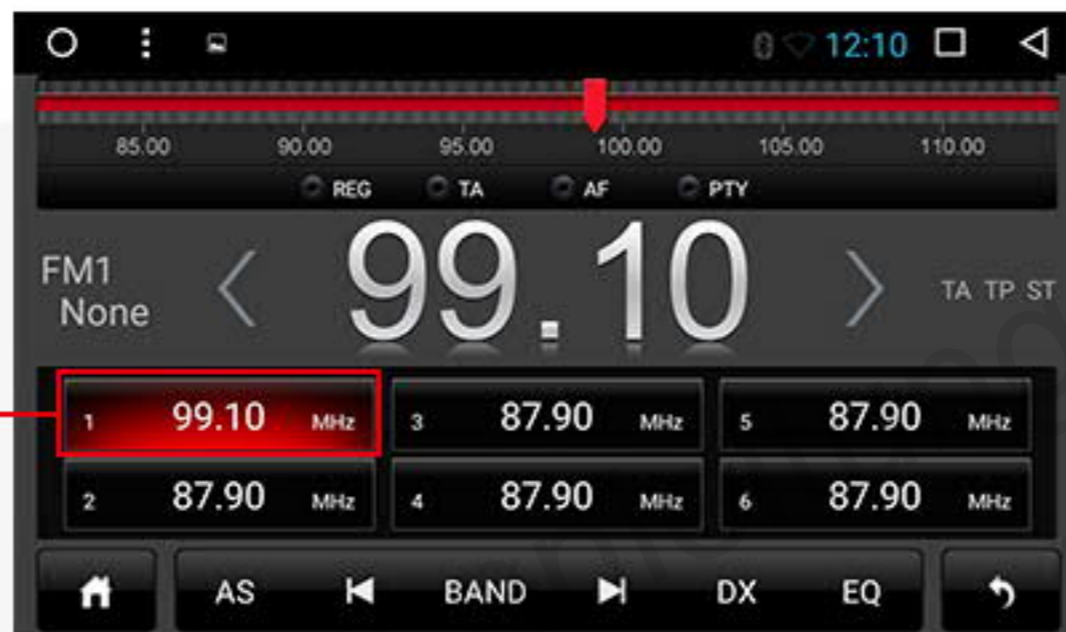 12:10
85.00 90.00 95.00 100.00 105.00 110.00
REG TA AF PTY
FM1
None
99.10
TA TP ST
1 99.10 MHz 3 87.90 MHz 5 87.90 MHz
2 87.90 MHz 4 87.90 MHz 6 87.90 MHz
AS BAND DX EQ